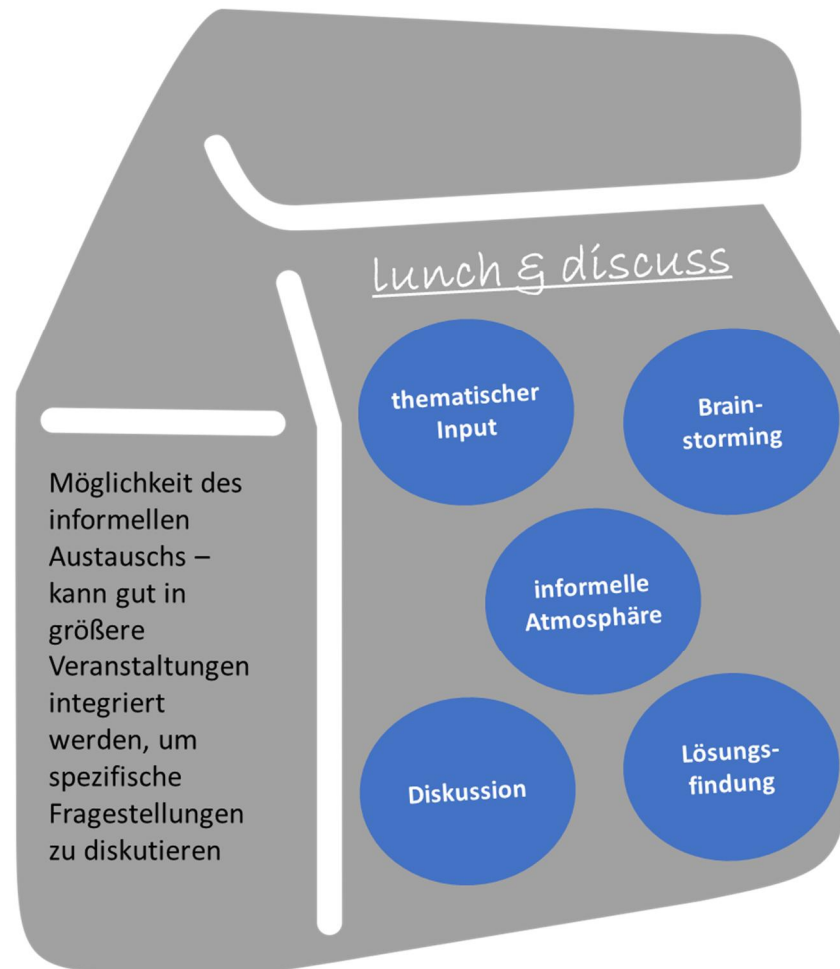 lunch & discuss
thematischer
Input
Brain-
storming
informelle
Atmosphäre
Diskussion
Lösungs-
findung
Möglichkeit des
informellen
Austauschs –
kann gut in
größere
Veranstaltungen
integriert
werden, um
spezifische
Fragestellungen
zu diskutieren